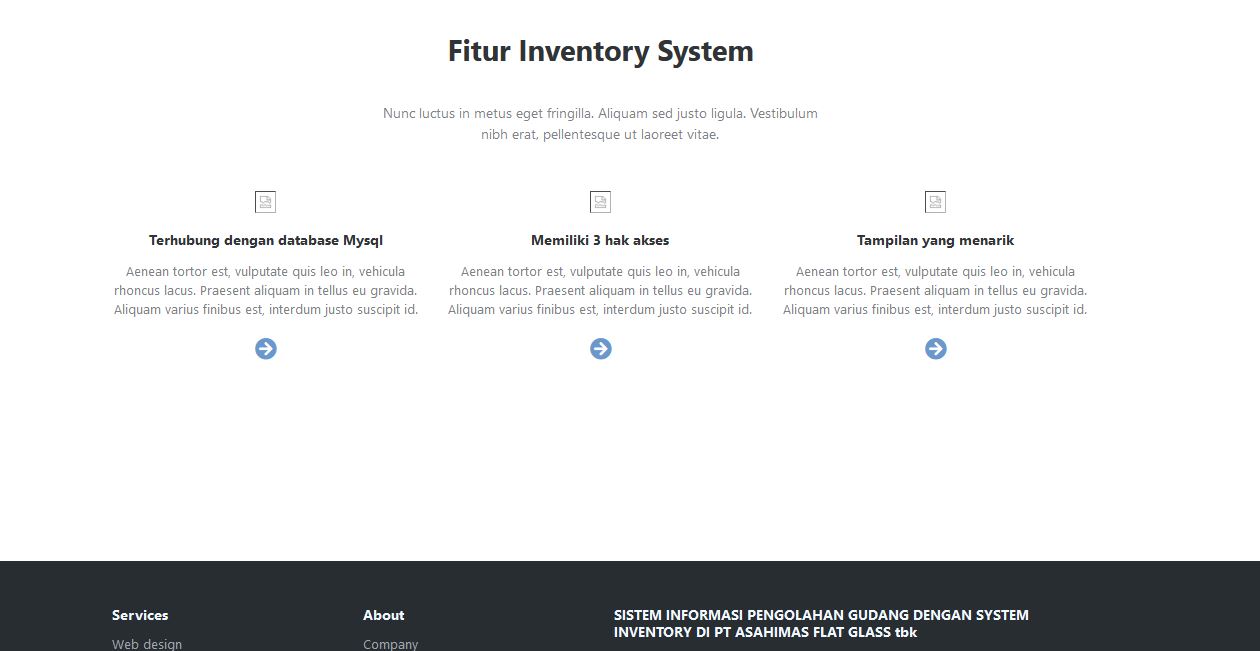 Fitur Inventory System
Nunc luctus in metus eget fringilla. Aliquam sed justo ligula. Vestibulum
nibh erat, pellentesque ut laoreet vitae.
Terhubung dengan database Mysql
Aenean tortor est, vulputate quis leo in, vehicula
rhoncus lacus. Praesent aliquam in tellus eu gravida.
Aliquam varius finibus est, interdum justo suscipit id.
Memiliki 3 hak akses
Aenean tortor est, vulputate quis leo in, vehicula
rhoncus lacus. Praesent aliquam in tellus eu gravida.
Aliquam varius finibus est, interdum justo suscipit id.
Tampilan yang menarik
Aenean tortor est, vulputate quis leo in, vehicula
rhoncus lacus. Praesent aliquam in tellus eu gravida.
Aliquam varius finibus est, interdum justo suscipit id.
Services
Web design
About
Company
SISTEM INFORMASI PENGOLAHAN GUDANG DENGAN SYSTEM
INVENTORY DI PT ASAHIMAS FLAT GLASS tbk